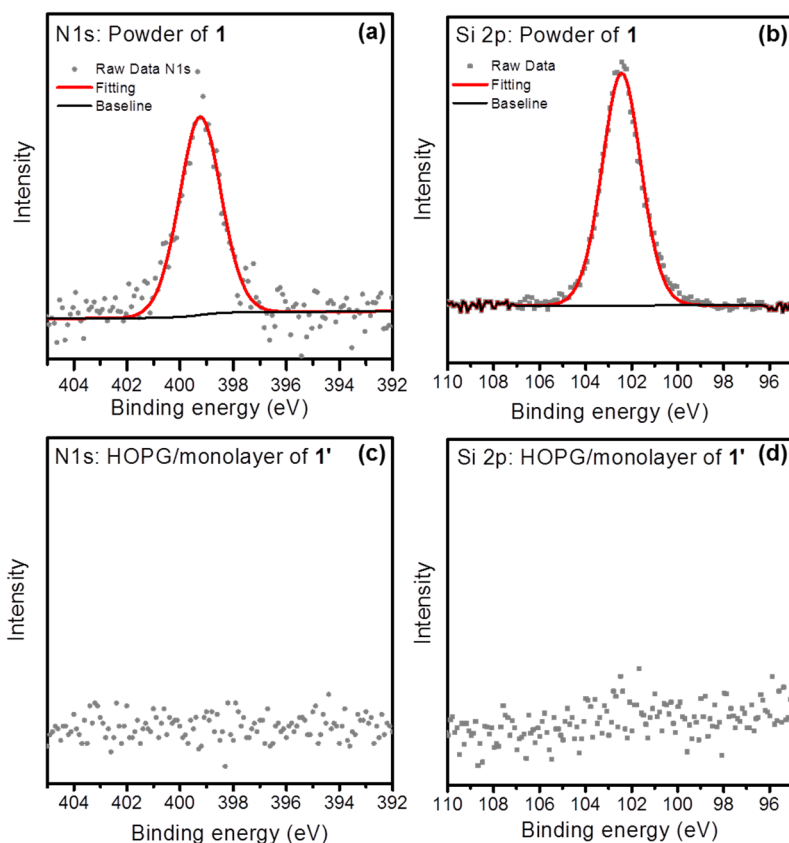 N1s: Powder of 1 (a)
Raw Data N1s
Fitting
Baseline
Intensity
404 402 400 398 396 394 392
Binding energy (eV)
Si 2p: Powder of 1 (b)
Raw Data
Fitting
Baseline
Intensity
110 108 106 104 102 100 98 96
Binding energy (eV)
N1s: HOPG/monolayer of 1' (c)
Intensity
404 402 400 398 396 394 392
Binding energy (eV)
Si 2p: HOPG/monolayer of 1' (d)
Intensity
110 108 106 104 102 100 98 96
Binding energy (eV)